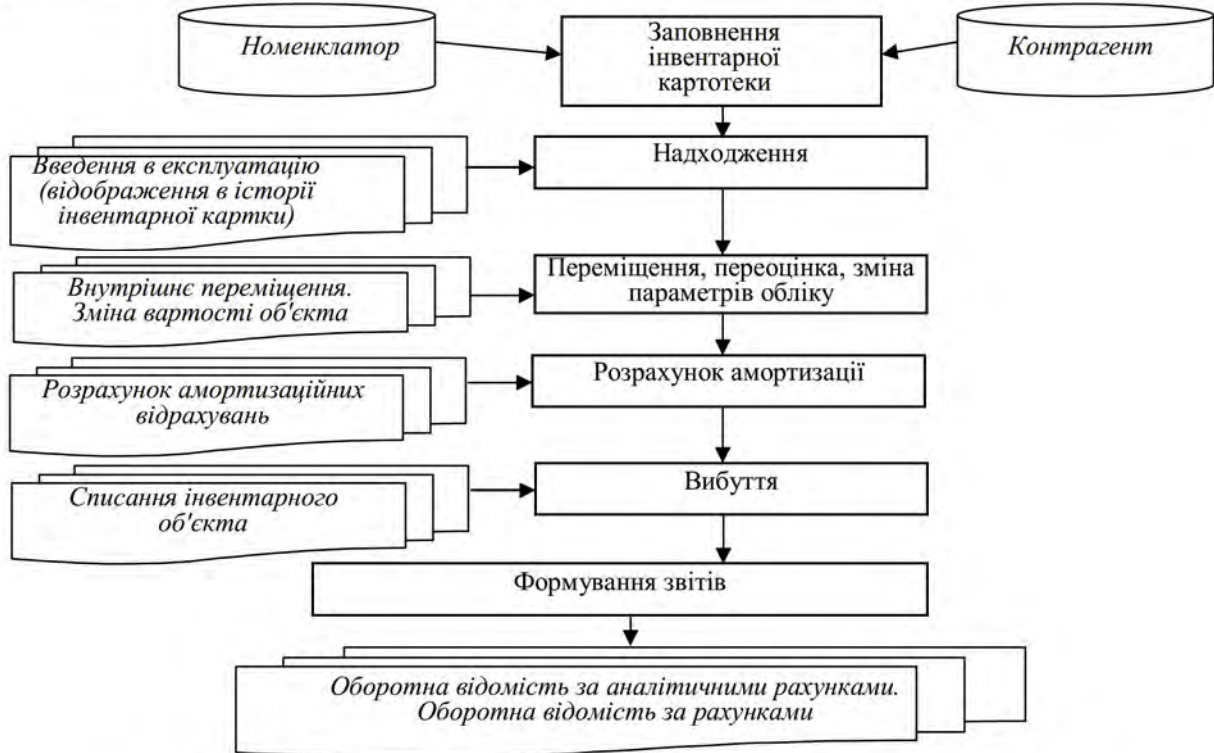 Номенклатор
Заповнення
інвентарної
картотеки
Контрагент
Введення в експлуатацію
(відображення в історії
інвентарної картки)
Надходження
Внутрішнє переміщення.
Зміна вартості об'єкта
Переміщення, переоцінка, зміна
параметрів обліку
Розрахунок амортизаційних
відрахувань
Розрахунок амортизації
Списання інвентарного
об'єкта
Вибуття
Формування звітів
Оборотна відомість за аналітичними рахунками.
Оборотна відомість за рахунками